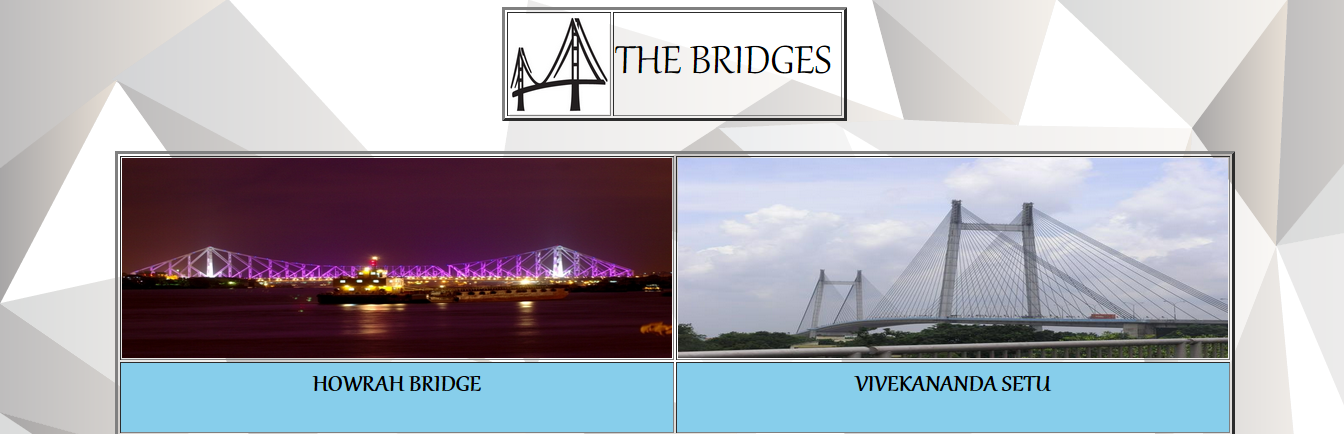 THE BRIDGES
HOWRAH BRIDGE
VIVEKANANDA SETU